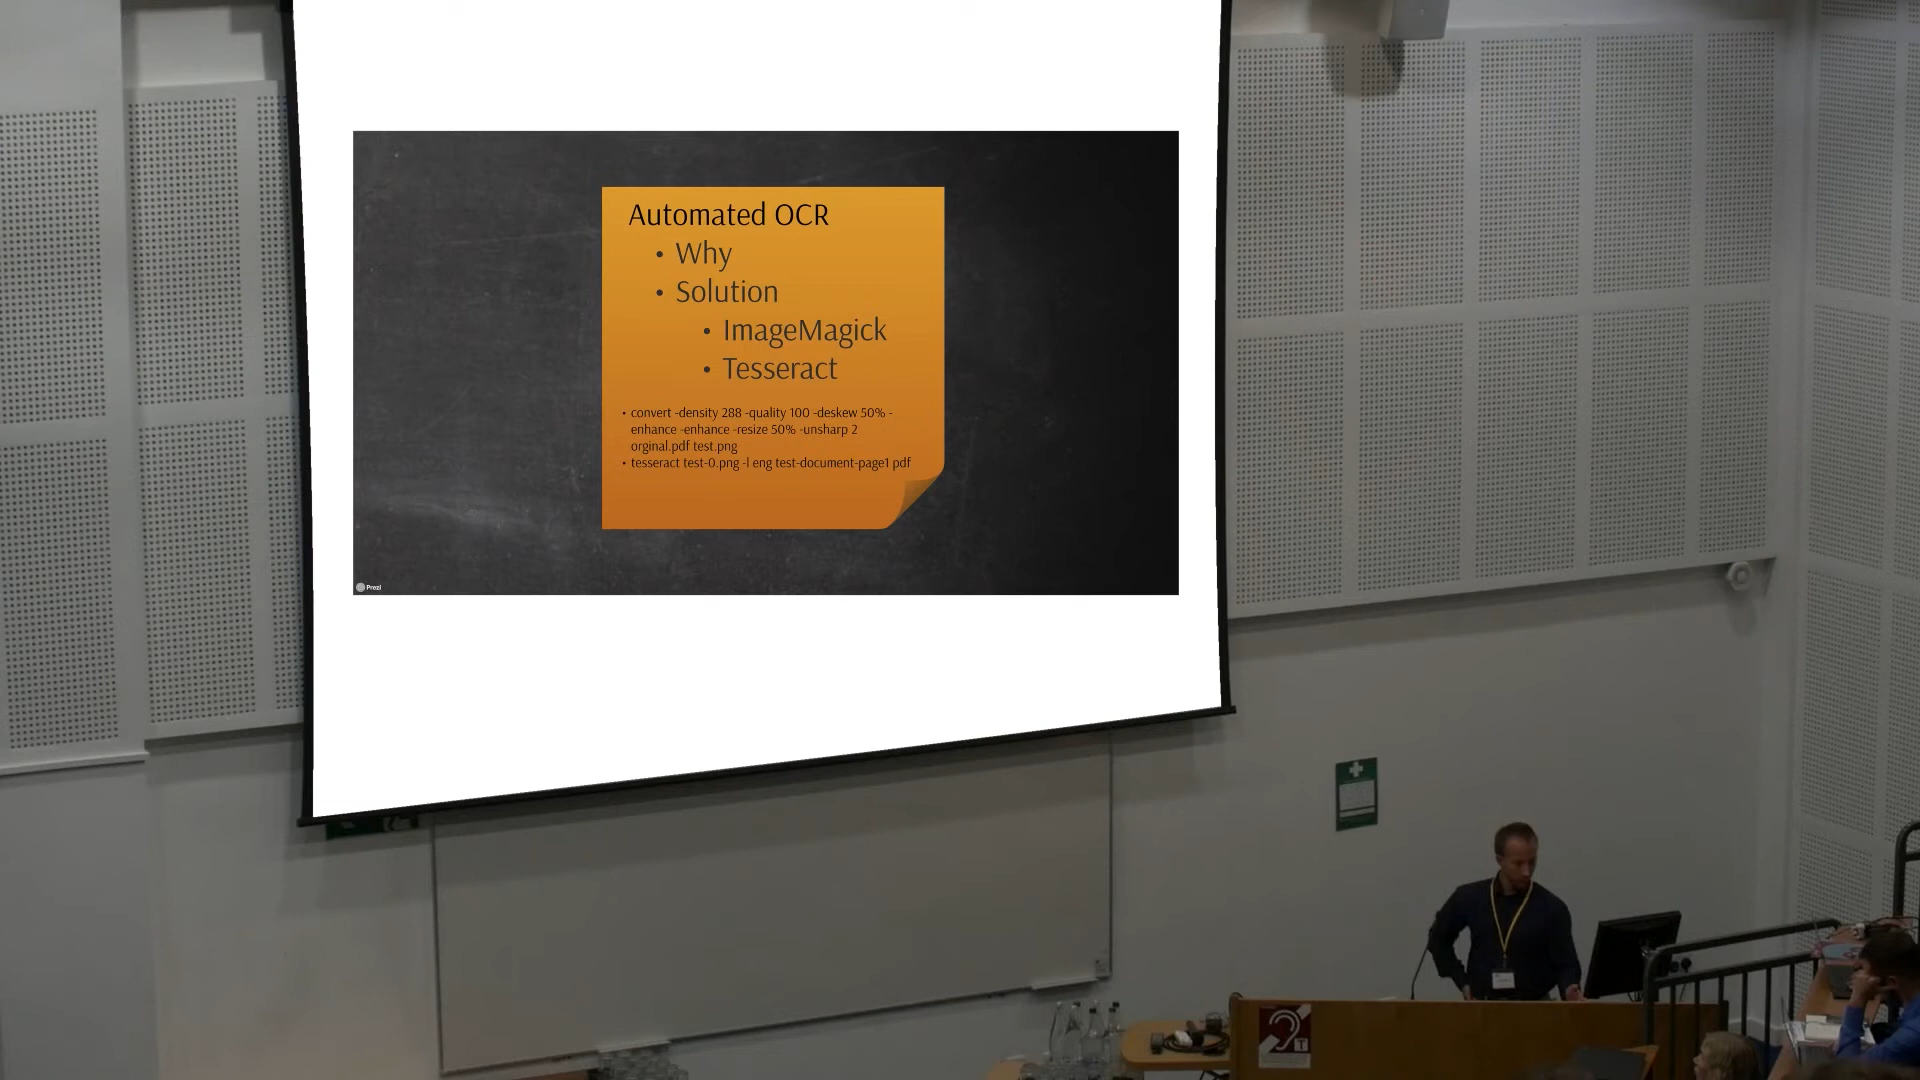 Automated OCR
• Why
• Solution
• ImageMagick
• Tesseract
• convert -density 288 -quality 100 -deskew 50% -
enhance -enhance -resize 50% -unsharp 2
orginal.pdf test.png
• tesseract test-0.png -l eng test-document-page1 pdf
Prezi
T